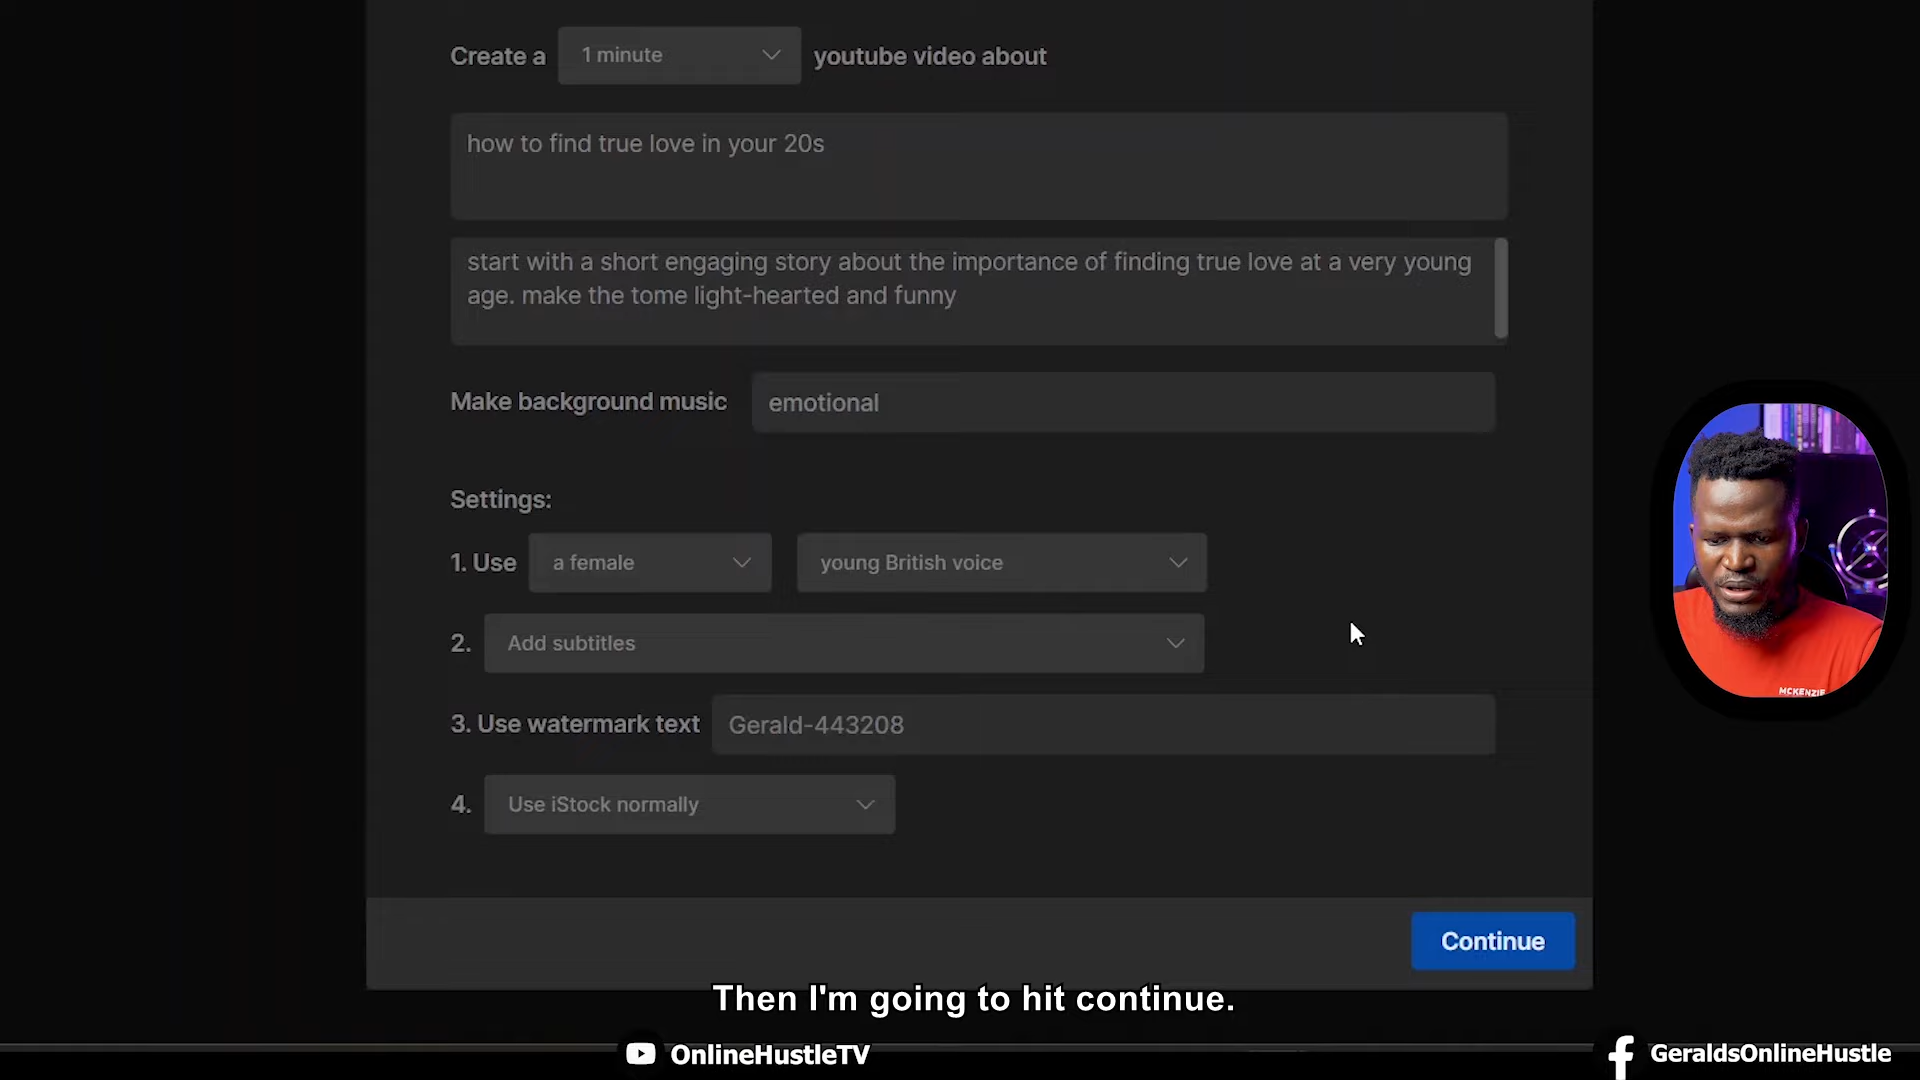 Create a 1 minute youtube video about
how to find true love in your 20s
start with a short engaging story about the importance of finding true love at a very young
age. make the tome light-hearted and funny
Make background music emotional
Settings:
1. Use a female young British voice
2. Add subtitles
3. Use watermark text Gerald-443208
4. Use iStock normally
MCKENZIE
Continue
Then I'm going to hit continue.
OnlineHustleTV
GeraldsOnlineHustle